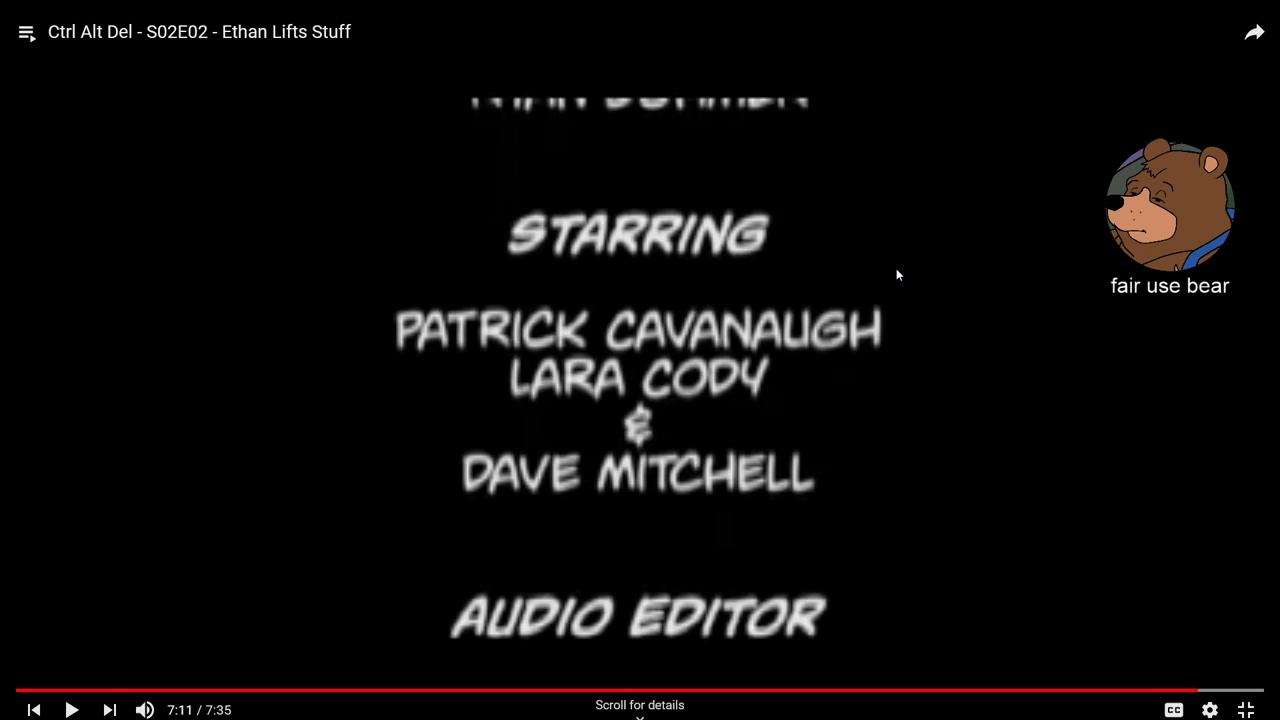 Ctrl Alt Del - S02E02 - Ethan Lifts Stuff
STARRING
PATRICK CAVANAUGH
LARA CODY
&
DAVE MITCHELL
AUDIO EDITOR
fair use bear
Scroll for details
7:11 / 7:35
CC